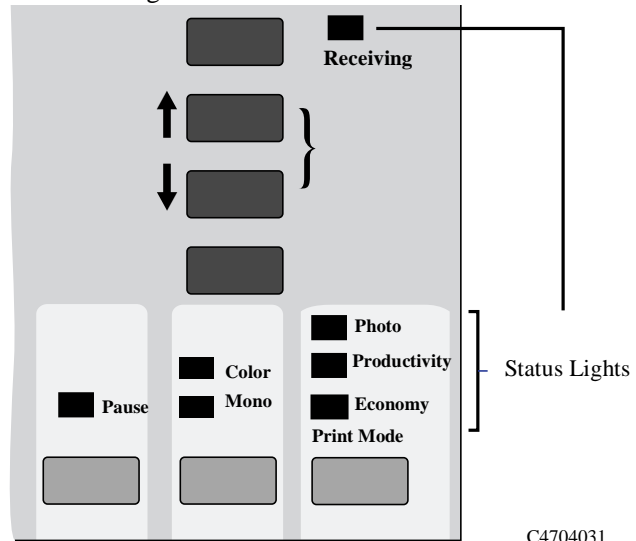 Receiving
Photo
Productivity
Status Lights
Color
Mono
Pause
Economy
Print Mode
C4704031